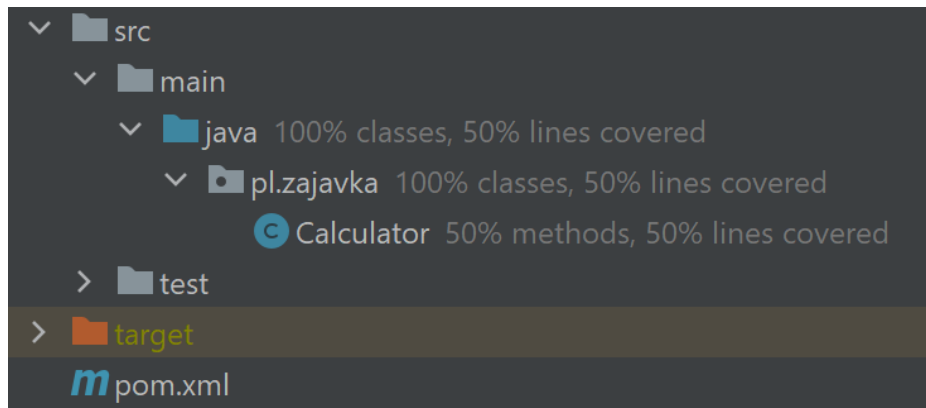 src
main
java 100% classes, 50% lines covered
pl.zajavka 100% classes, 50% lines covered
C Calculator 50% methods, 50% lines covered
test
target
m pom.xml